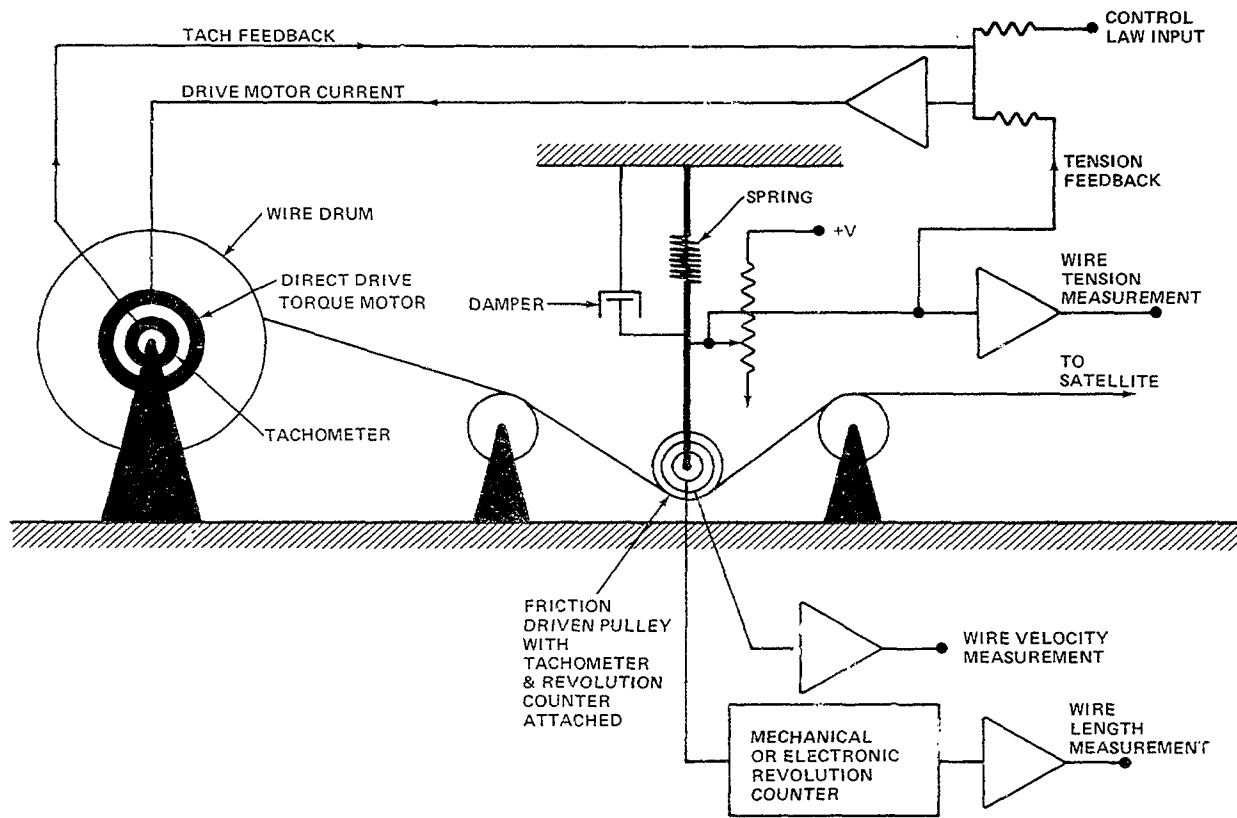 TACH FEEDBACK
CONTROL
LAW INPUT
DRIVE MOTOR CURRENT
TENSION
FEEDBACK
WIRE DRUM
SPRING
+V
DIRECT DRIVE
TORQUE MOTOR
DAMPER
WIRE
TENSION
MEASUREMENT
TO
SATELLITE
TACHOMETER
FRICTION
DRIVEN PULLEY
WITH
TACHOMETER
& REVOLUTION
COUNTER
ATTACHED
WIRE VELOCITY
MEASUREMENT
MECHANICAL
OR ELECTRONIC
REVOLUTION
COUNTER
WIRE
LENGTH
MEASUREMENT